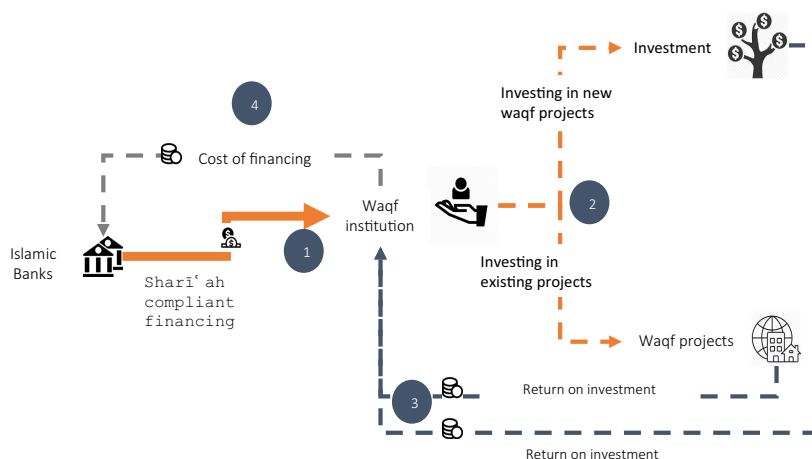 Investment
Investing in new
waqf projects
4
Cost of financing
Waqf
institution
2
1
Islamic
Banks
Sharīʿah
compliant
financing
Investing in
existing projects
Waqf projects
3
Return on investment
Return on investment